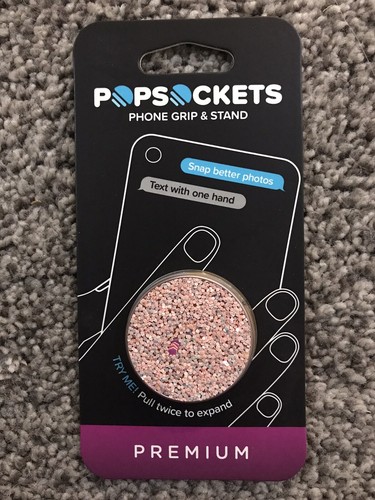 POPSOCKETS
PHONE GRIP & STAND
Snap better photos
Text with one hand
TRY ME! Pull twice to expand
PREMIUM